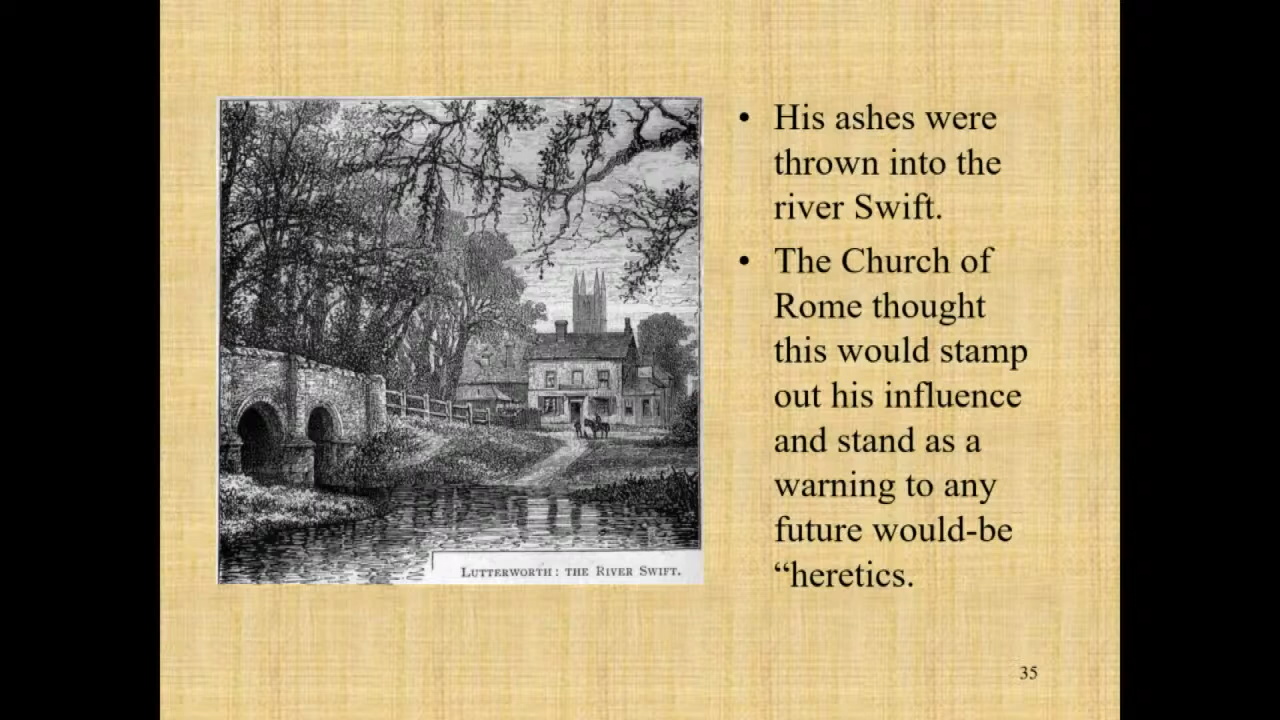 • His ashes were
thrown into the
river Swift.
• The Church of
Rome thought
this would stamp
out his influence
and stand as a
warning to any
future would-be
“heretics.
LUTTERWORTH: THE RIVER SWIFT.
35